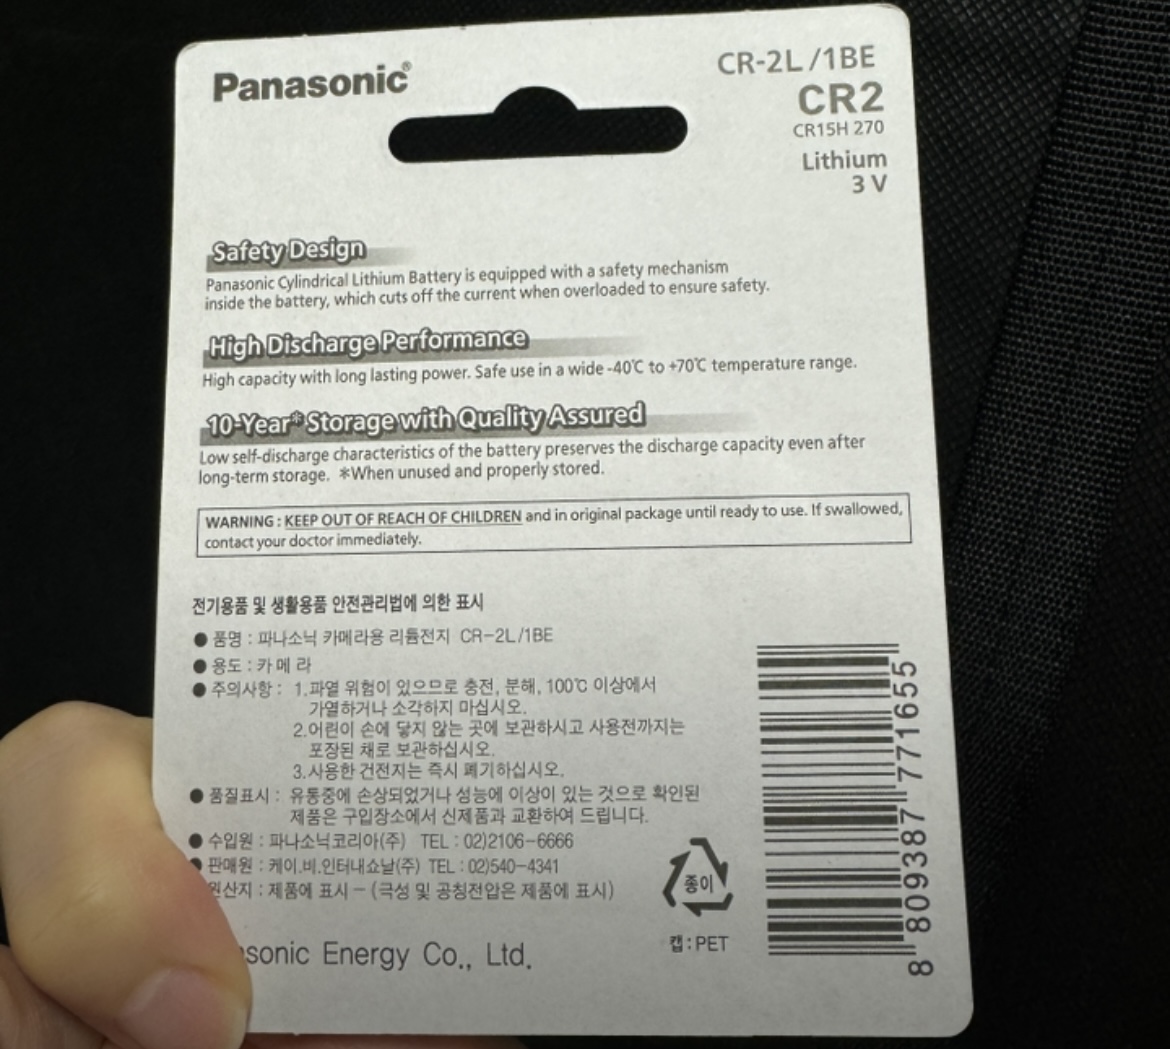 Panasonic®
CR-2L/1BE
CR2
CR15H 270
Lithium
3 V
Safety Design
Panasonic Cylindrical Lithium Battery is equipped with a safety mechanism
inside the battery, which cuts off the current when overloaded to ensure safety.
High Discharge Performance
High capacity with long lasting power. Safe use in a wide -40℃ to +70℃ temperature range.
10-Year* Storage with Quality Assured
Low self-discharge characteristics of the battery preserves the discharge capacity even after
long-term storage. *When unused and properly stored.
WARNING : KEEP OUT OF REACH OF CHILDREN and in original package until ready to use. If swallowed,
contact your doctor immediately.
전기용품 및 생활용품 안전관리법에 의한 표시
● 품명 : 파나소닉 카메라용 리튬전지 CR-2L/1BE
● 용도 : 카메라
● 주의사항 : 1.파열 위험이 있으므로 충전, 분해, 100℃ 이상에서
가열하거나 소각하지 마십시오.
2.어린이 손에 닿지 않는 곳에 보관하시고 사용전까지는
포장된 채로 보관하십시오.
3.사용한 건전지는 즉시 폐기하십시오.
● 품질표시 : 유통중에 손상되었거나 성능에 이상이 있는 것으로 확인된
제품은 구입장소에서 신제품과 교환하여 드립니다.
● 수입원 : 파나소닉코리아(주) TEL : 02)2106-6666
● 판매원 : 케이.비.인터내쇼날(주) TEL : 02)540-4341
원산지 : 제품에 표시 - (극성 및 공칭전압은 제품에 표시)
sonic Energy Co., Ltd.
종이
캡 : PET
8 809387 771655